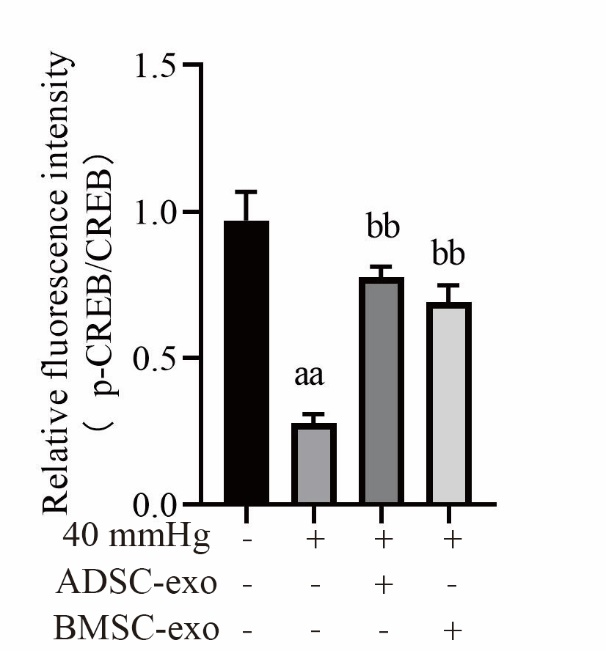 Relative fluorescence intensity
( p-CREB/CREB)
1.5
1.0
0.5
0.0
bb
bb
aa
40 mmHg - + + +
ADSC-exo - - + -
BMSC-exo - - - +